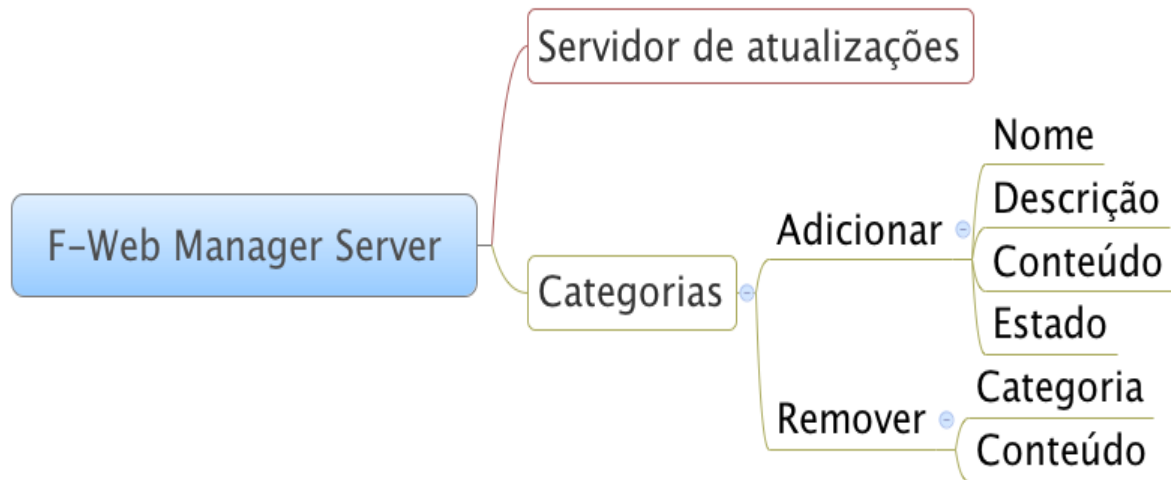 Servidor de atualizações
F-Web Manager Server
Categorias
Adicionar
Nome
Descrição
Conteúdo
Estado
Remover
Categoria
Conteúdo